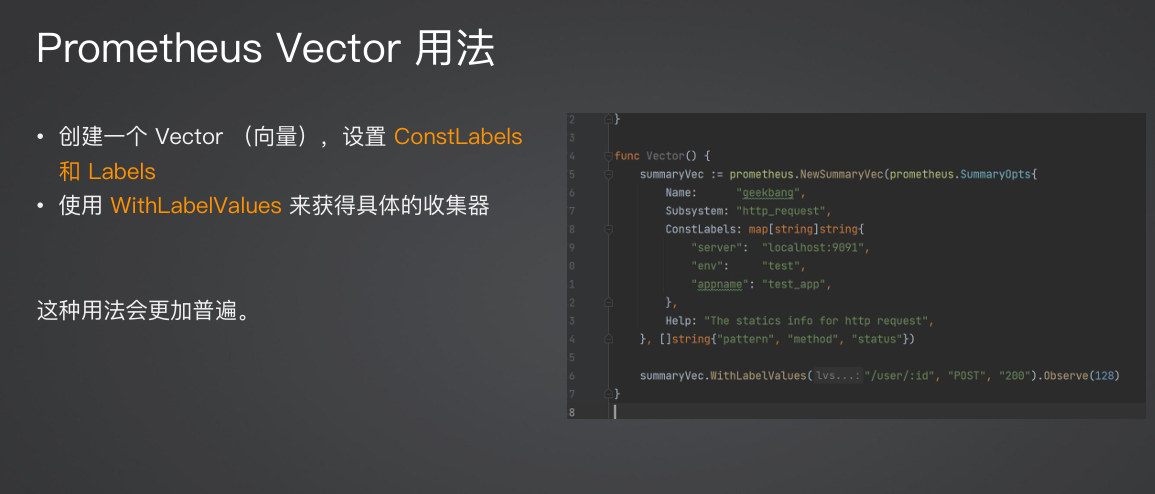 Prometheus Vector 用法
• 创建一个 Vector （向量），设置 ConstLabels
和 Labels
• 使用 WithLabelValues 来获得具体的收集器
这种用法会更加普遍。
2 }
3
4 func Vector() {
5 summaryVec := prometheus.NewSummaryVec(prometheus.SummaryOpts{
6 Name: "geekbang",
7 Subsystem: "http_request",
8 ConstLabels: map[string]string{
9 "server": "localhost:9091",
0 "env": "test",
1 "appname": "test_app",
2 },
3 Help: "The statics info for http request",
4 }, []string{"pattern", "method", "status"})
5
6 summaryVec.WithLabelValues( lvs...: "/user/:id", "POST", "200").Observe(128)
7 }
8